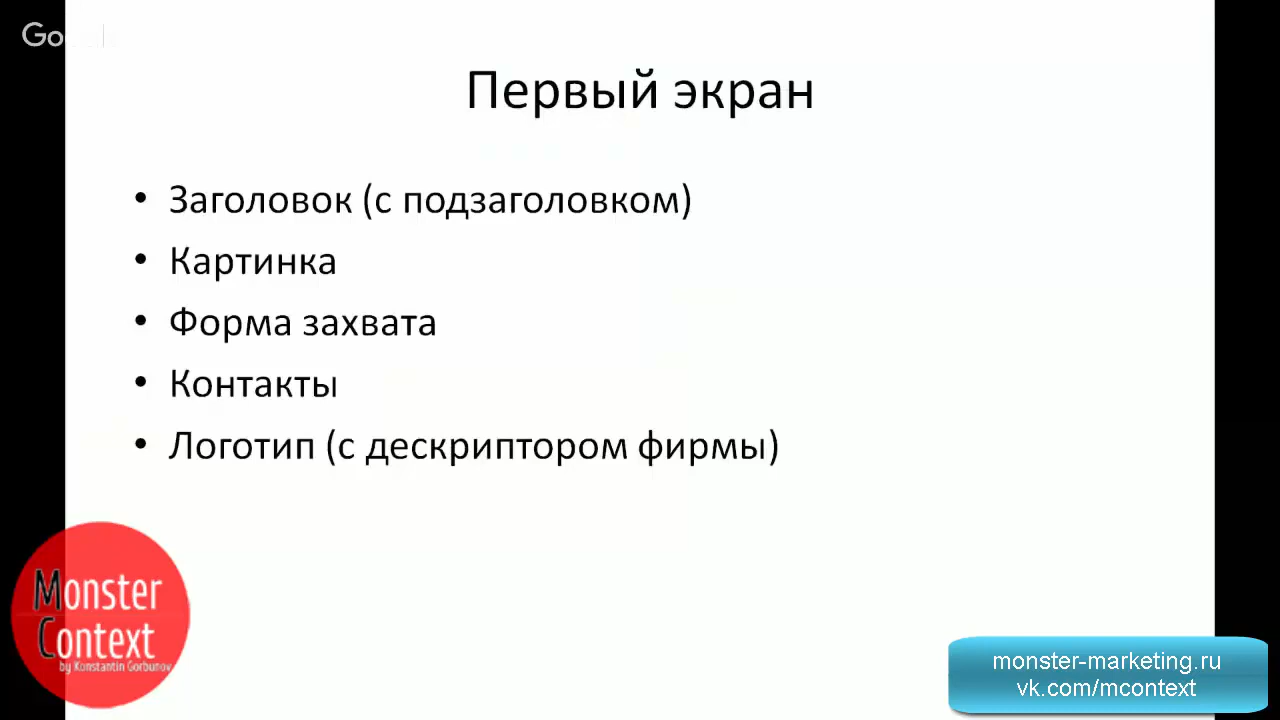 Первый экран
• Заголовок (с подзаголовком)
• Картинка
• Форма захвата
• Контакты
• Логотип (с дескриптором фирмы)
Monster
Context
by Konstantin Gorbunov
monster-marketing.ru
vk.com/mcontext